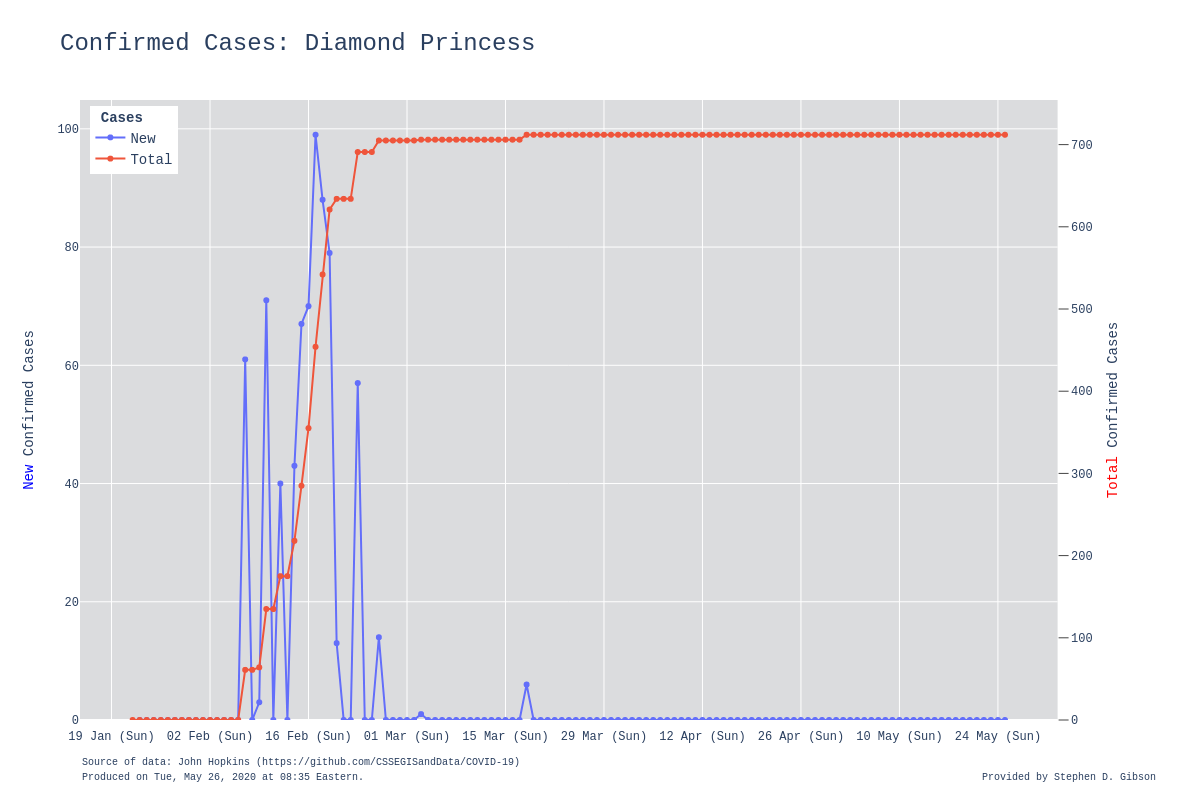 Confirmed Cases: Diamond Princess
Cases
New
Total
100
80
60
40
20
0
700
600
500
400
300
200
100
0
New Confirmed Cases
Total Confirmed Cases
19 Jan (Sun) 02 Feb (Sun) 16 Feb (Sun) 01 Mar (Sun) 15 Mar (Sun) 29 Mar (Sun) 12 Apr (Sun) 26 Apr (Sun) 10 May (Sun) 24 May (Sun)
Source of data: John Hopkins (https://github.com/CSSEGISandData/COVID-19)
Produced on Tue, May 26, 2020 at 08:35 Eastern.
Provided by Stephen D. Gibson